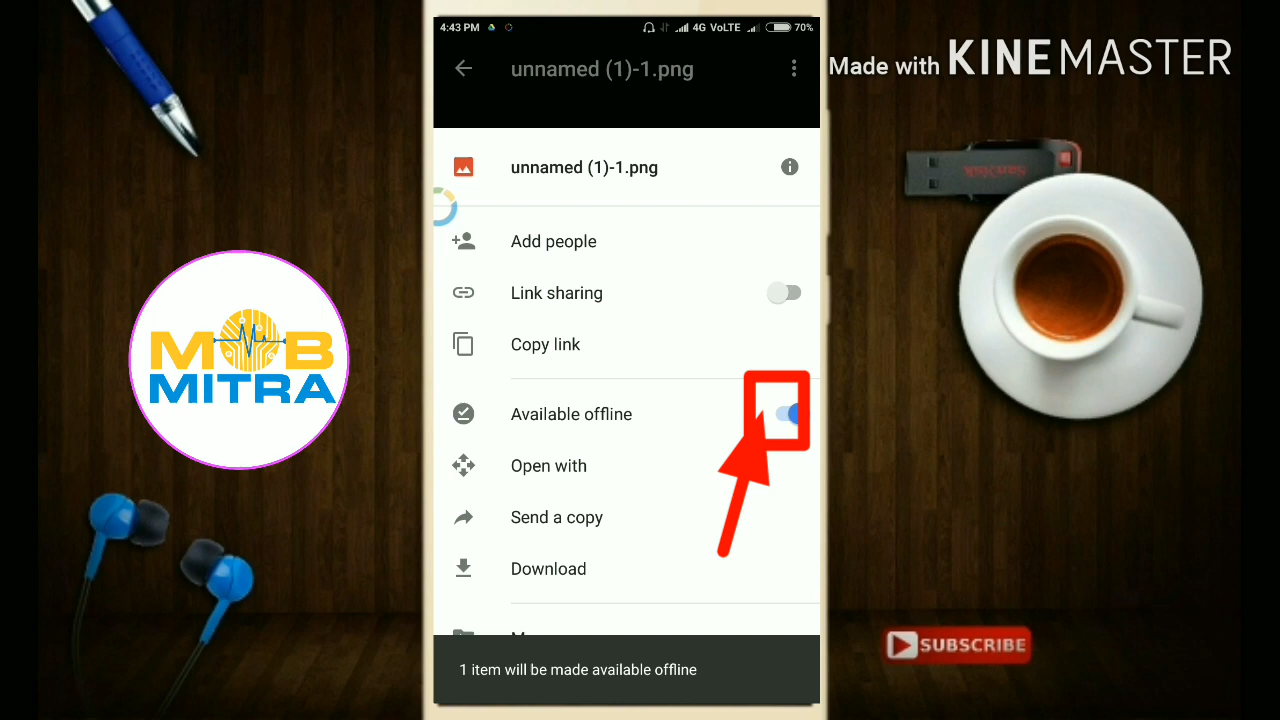 4:43 PM 4G VoLTE 70%
unnamed (1)-1.png
Made with KINEMASTER
unnamed (1)-1.png
Add people
Link sharing
Copy link
Available offline
Open with
Send a copy
Download
1 item will be made available offline
MOB
MITRA
SanDisk
SUBSCRIBE